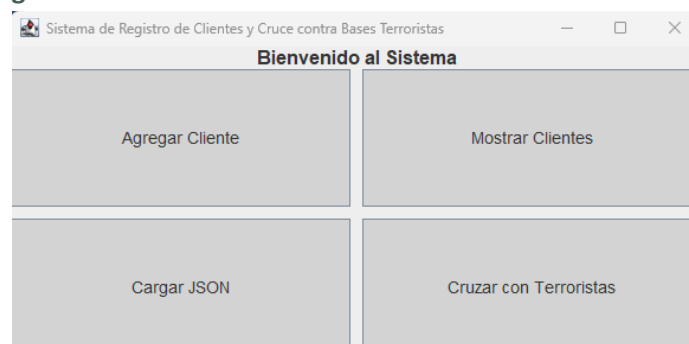 Sistema de Registro de Clientes y Cruce contra Bases Terroristas
Bienvenido al Sistema
Agregar Cliente
Mostrar Clientes
Cargar JSON
Cruzar con Terroristas